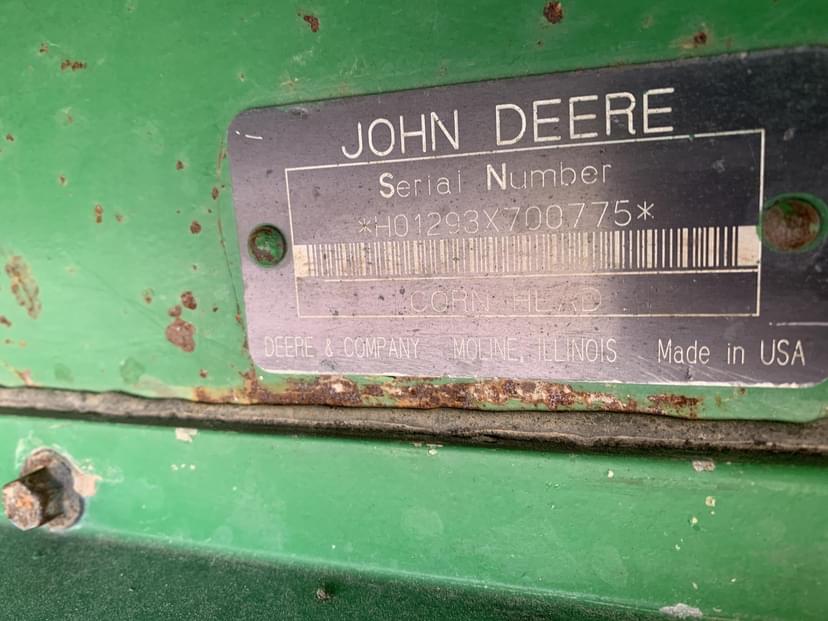 JOHN DEERE
Serial Number
*H01293X700775*
CORN HEAD
DEERE & COMPANY MOLINE, ILLINOIS Made in USA